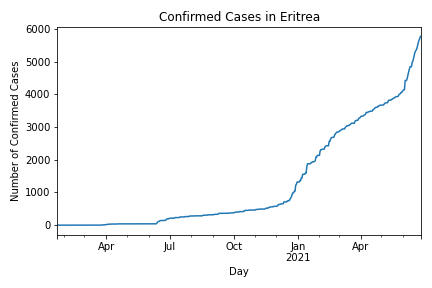 Confirmed Cases in Eritrea
Number of Confirmed Cases
6000
5000
4000
3000
2000
1000
0
Apr
Jul
Oct
Jan
2021
Apr
Day